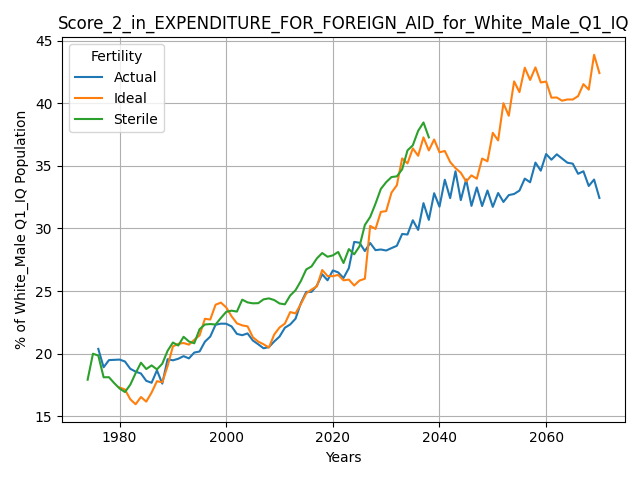 Score_2_in_EXPENDITURE_FOR_FOREIGN_AID_for_White_Male_Q1_IQ
Fertility
Actual
Ideal
Sterile
% of White_Male Q1_IQ Population
45
40
35
30
25
20
15
1980
2000
2020
2040
2060
Years